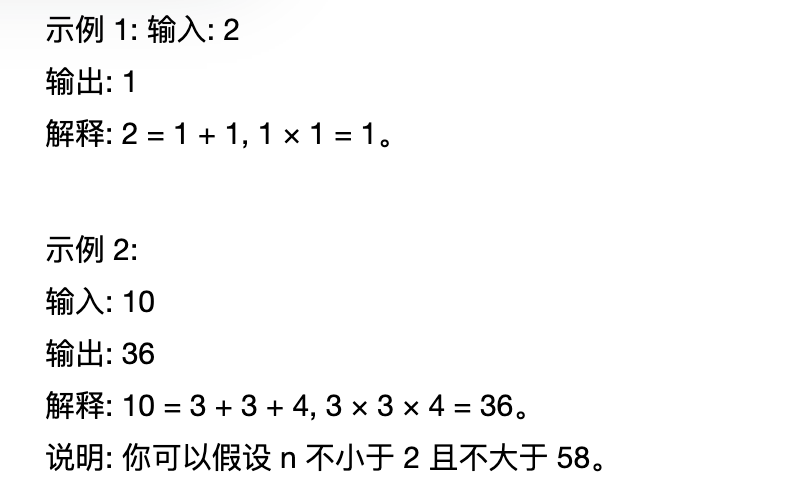 示例 1: 输入: 2
输出: 1
解释: 2 = 1 + 1, 1 × 1 = 1。
示例 2:
输入: 10
输出: 36
解释: 10 = 3 + 3 + 4, 3 × 3 × 4 = 36。
说明: 你可以假设 n 不小于 2 且不大于 58。